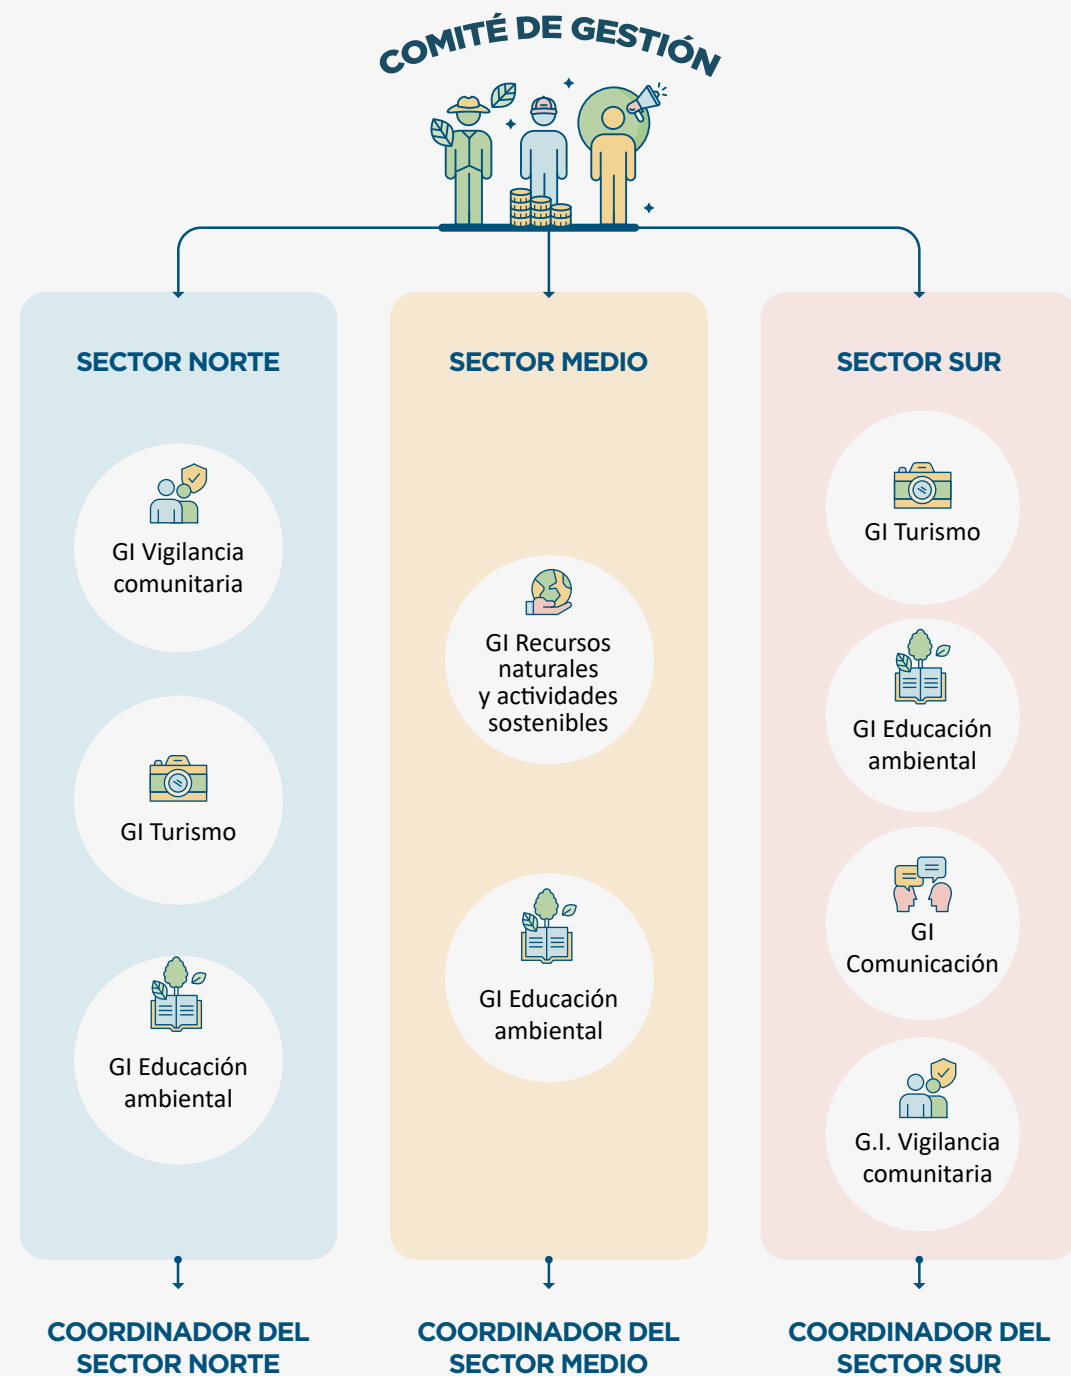 COMITÉ DE GESTIÓN
SECTOR NORTE
GI Vigilancia
comunitaria
GI Turismo
GI Educación
ambiental
COORDINADOR DEL
SECTOR NORTE
SECTOR MEDIO
GI Recursos
naturales
y actividades
sostenibles
GI Educación
ambiental
COORDINADOR DEL
SECTOR MEDIO
SECTOR SUR
GI Turismo
GI Educación
ambiental
GI
Comunicación
G.I. Vigilancia
comunitaria
COORDINADOR DEL
SECTOR SUR